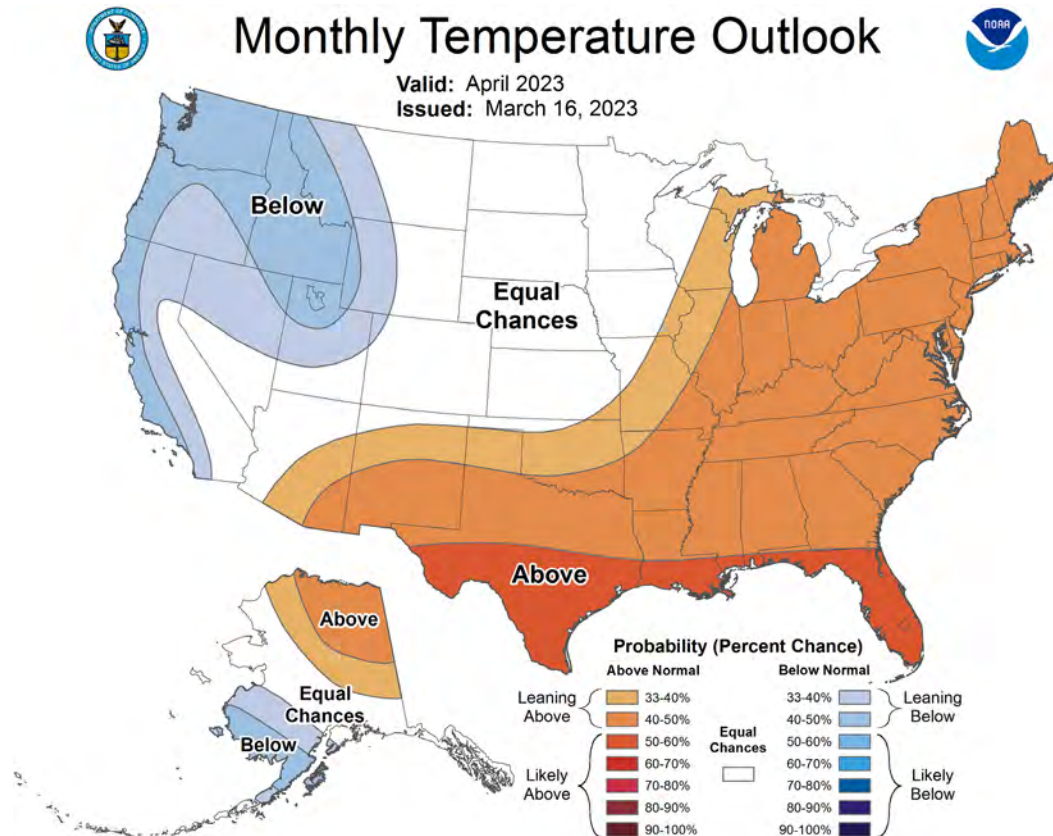 Monthly Temperature Outlook
NOAA
Valid: April 2023
Issued: March 16, 2023
Below
Equal
Chances
Above
Above
Equal
Chances
Below
Probability (Percent Chance)
Above Normal
Below Normal
Leaning
Above
33-40%
40-50%
Likely
Above
50-60%
60-70%
70-80%
80-90%
90-100%
Equal
Chances
33-40%
40-50%
Leaning
Below
50-60%
60-70%
70-80%
80-90%
90-100%
Likely
Below